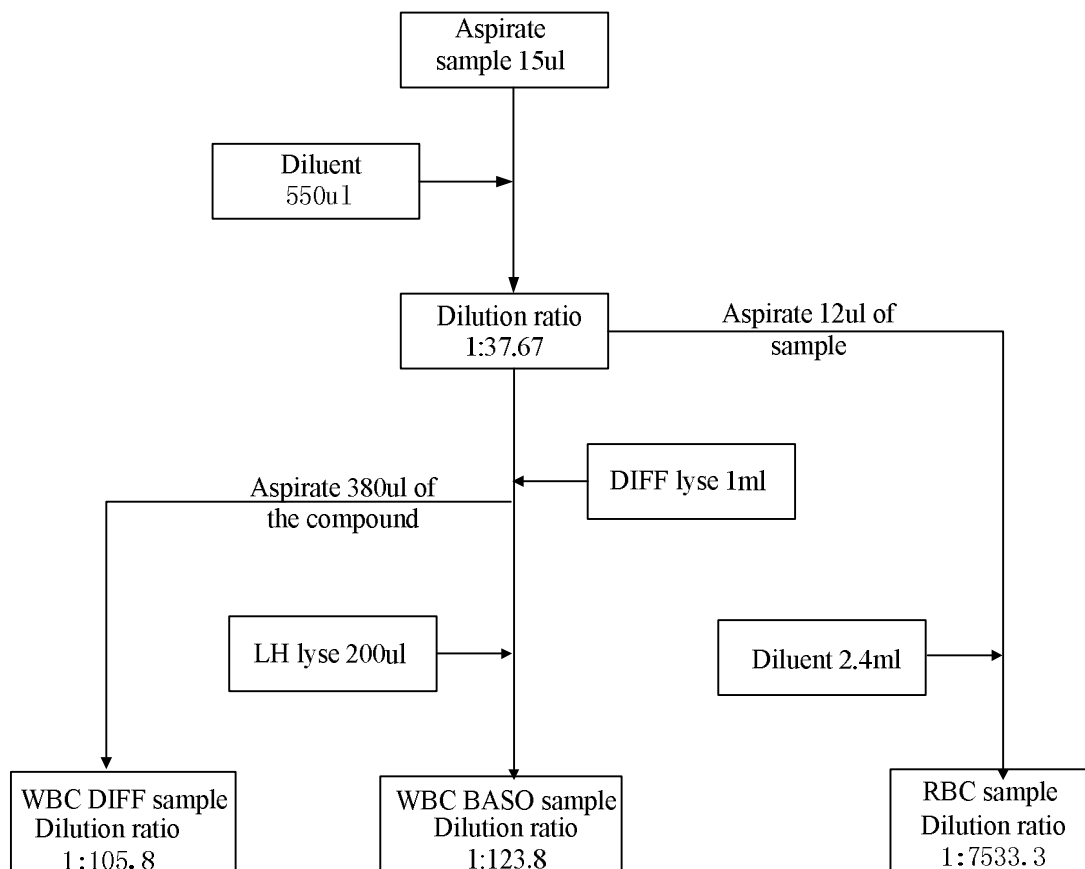 Aspirate
sample 15ul
Diluent
550ul
Dilution ratio
1:37.67
Aspirate 12ul of
sample
DIFF lyse 1ml
Aspirate 380ul of
the compound
LH lyse 200ul
Diluent 2.4ml
WBC DIFF sample
Dilution ratio
1:105.8
WBC BASO sample
Dilution ratio
1:123.8
RBC sample
Dilution ratio
1:7533.3